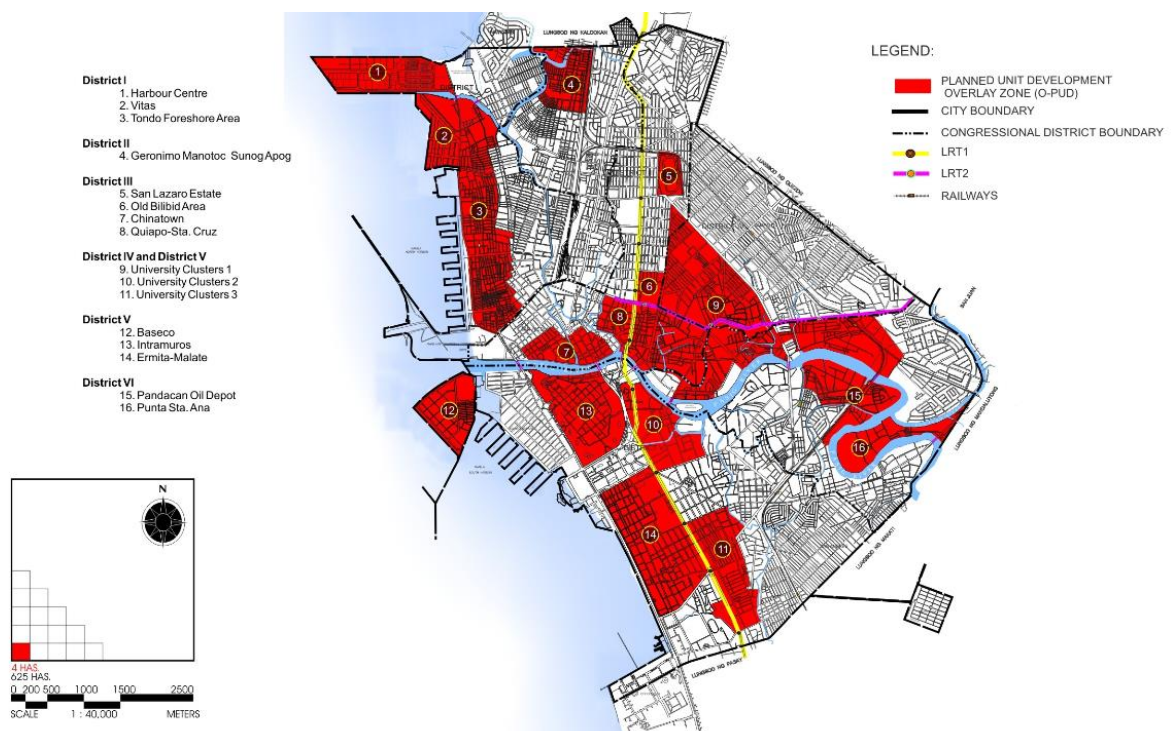 District I
1. Harbour Centre
2. Vitas
3. Tondo Foreshore Area
District II
4. Geronimo Manotoc Sunog Apog
District III
5. San Lazaro Estate
6. Old Bilibid Area
7. Chinatown
8. Quiapo-Sta. Cruz
District IV and District V
9. University Clusters 1
10. University Clusters 2
11. University Clusters 3
District V
12. Baseco
13. Intramuros
14. Ermita-Malate
District VI
15. Pandacan Oil Depot
16. Punta Sta. Ana
N
4 HAS.
625 HAS.
0 200 500 1000 1500 2500
SCALE 1 : 40,000 METERS
LUNGSOD NG KALOOKAN
1
DISTRICT
4
2
5
LUNGSOD NG QUEZON
3
DISTRICT
6
9
8
SAN JUAN
7
15
12
13
10
16
LUNGSOD NG MANDALUYONG
14
11
LUNGSOD NG MAKATI
LUNGSOD NG PASAY
LEGEND:
PLANNED UNIT DEVELOPMENT
OVERLAY ZONE (O-PUD)
CITY BOUNDARY
CONGRESSIONAL DISTRICT BOUNDARY
LRT1
LRT2
RAILWAYS